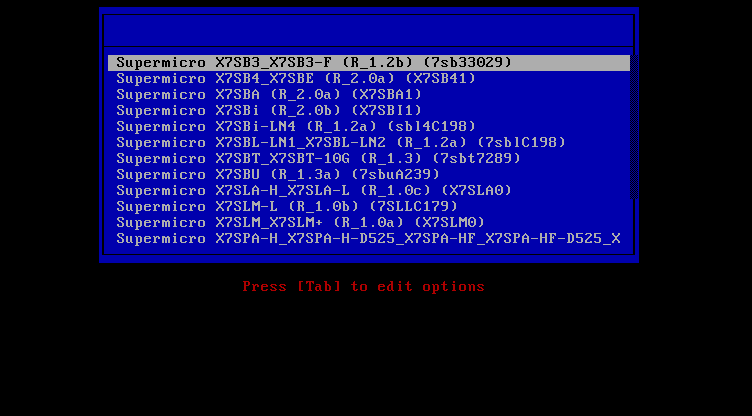 Supermicro X7SB3_X7SB3-F (R_1.2b) (7sb33029)
Supermicro X7SB4_X7SBE (R_2.0a) (X7SB41)
Supermicro X7SBA (R_2.0a) (X7SBA1)
Supermicro X7SBi (R_2.0b) (X7SBI1)
Supermicro X7SBi-LN4 (R_1.2a) (sbl4C198)
Supermicro X7SBL-LN1_X7SBL-LN2 (R_1.2a) (7sblC198)
Supermicro X7SBT_X7SBT-10G (R_1.3) (7sbt7289)
Supermicro X7SBU (R_1.3a) (7sbuA239)
Supermicro X7SLA-H_X7SLA-L (R_1.0c) (X7SLA0)
Supermicro X7SLM-L (R_1.0b) (7SLLC179)
Supermicro X7SLM_X7SLM+ (R_1.0a) (X7SLM0)
Supermicro X7SPA-H_X7SPA-H-D525_X7SPA-HF_X7SPA-HF-D525_X
Press [Tab] to edit options